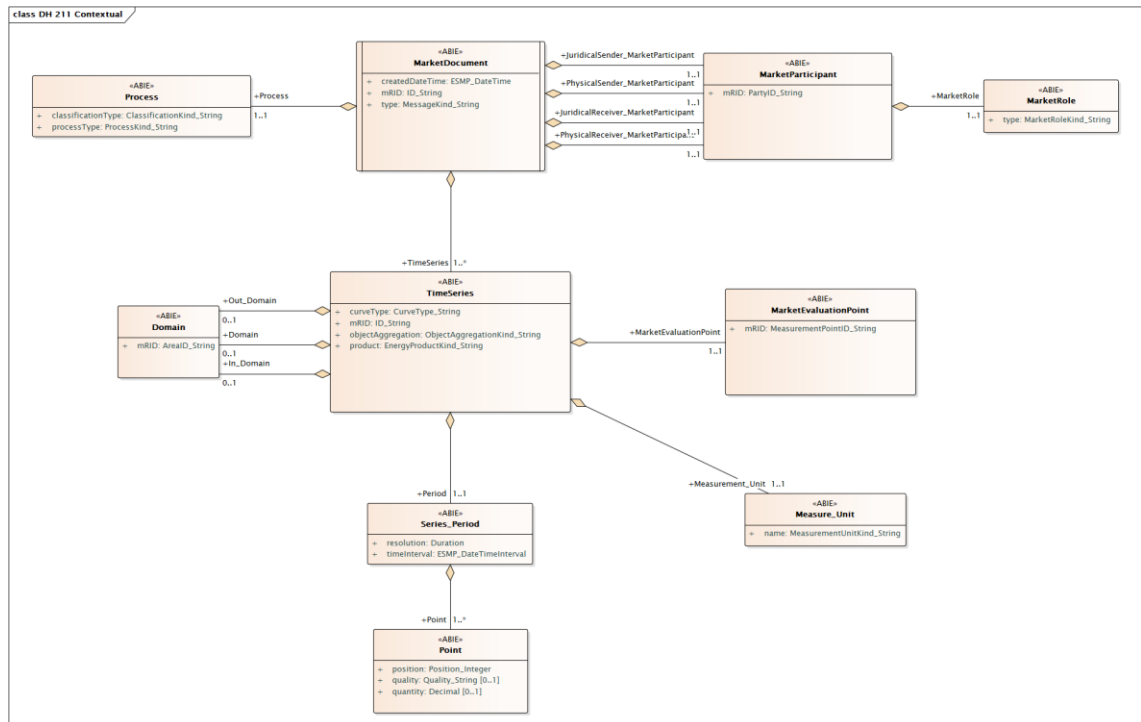 class DH 211 Contextual
«ABIE»
MarketDocument
+ createdDateTime: ESMP_DateTime
+ mRID: ID_String
+ type: MessageKind_String
+JuridicalSender_MarketParticipant
1..1
+PhysicalSender_MarketParticipant
1..1
+JuridicalReceiver_MarketParticipant
1..1
+PhysicalReceiver_MarketParticipa...
1..1
«ABIE»
MarketParticipant
+ mRID: PartyID_String
+MarketRole
1..1
«ABIE»
MarketRole
+ type: MarketRoleKind_String
«ABIE»
Process
+ classificationType: ClassificationKind_String
+ processType: ProcessKind_String
+Process
1..1
+TimeSeries 1..*
«ABIE»
TimeSeries
+ curveType: CurveType_String
+ mRID: ID_String
+ objectAggregation: ObjectAggregationKind_String
+ product: EnergyProductKind_String
+Out_Domain
0..1
+Domain
0..1
+In_Domain
0..1
«ABIE»
Domain
+ mRID: AreaID_String
+MarketEvaluationPoint
1..1
«ABIE»
MarketEvaluationPoint
+ mRID: MeasurementPointID_String
+Measurement_Unit 1..1
«ABIE»
Measure_Unit
+ name: MeasurementUnitKind_String
+Period 1..1
«ABIE»
Series_Period
+ resolution: Duration
+ timeInterval: ESMP_DateTimeInterval
+Point 1..*
«ABIE»
Point
+ position: Position_Integer
+ quality: Quality_String [0..1]
+ quantity: Decimal [0..1]